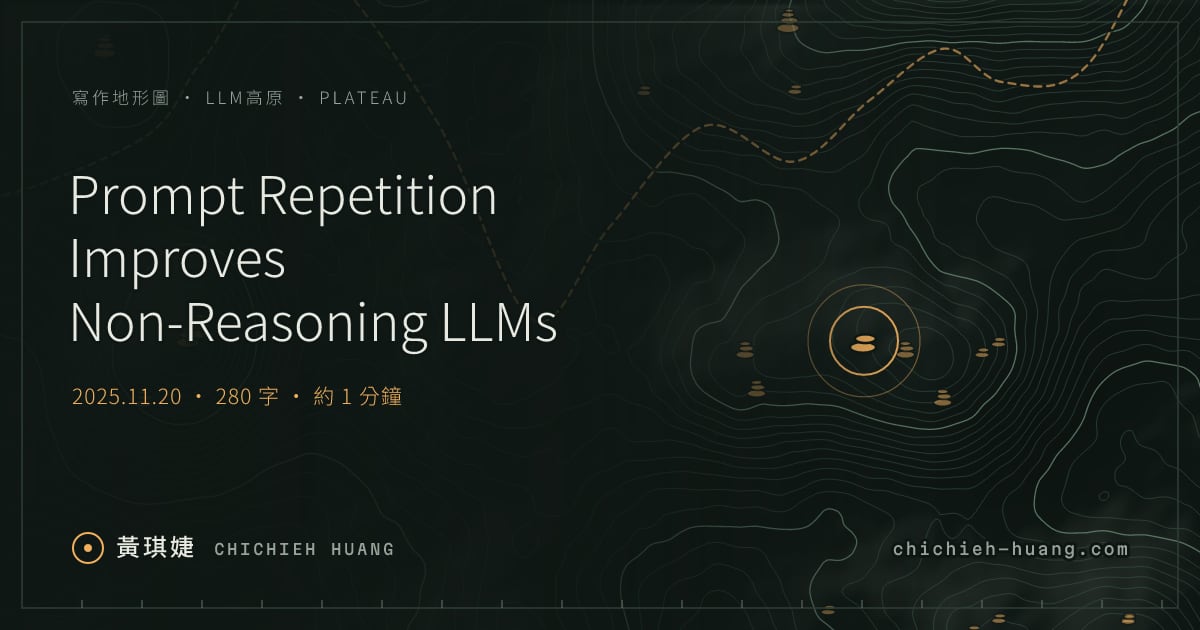 寫作地形圖 · LLM高原 · PLATEAU
Prompt Repetition
Improves
Non-Reasoning LLMs
2025.11.20 · 280 字 · 約 1 分鐘
黃琪婕 CHICHIEH HUANG
chichieh-huang.com